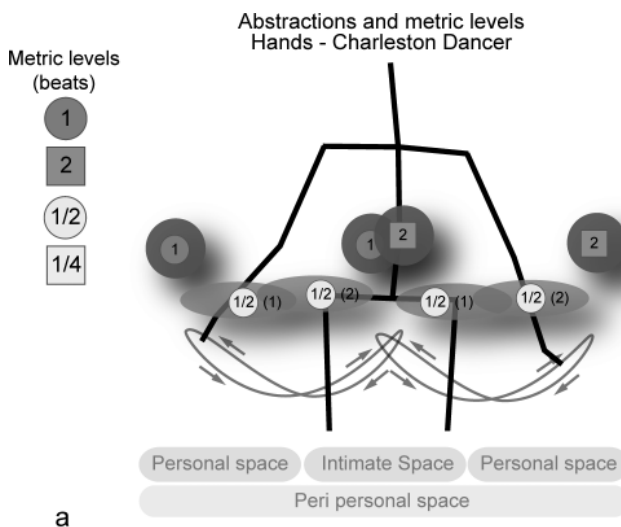 Abstractions and metric levels
Hands - Charleston Dancer
Metric levels
(beats)
1
2
1/2
1/4
1
1
2
2
1/2 (1)
1/2 (2)
1/2 (1)
1/2 (2)
Personal space
Intimate Space
Personal space
Peri personal space
a